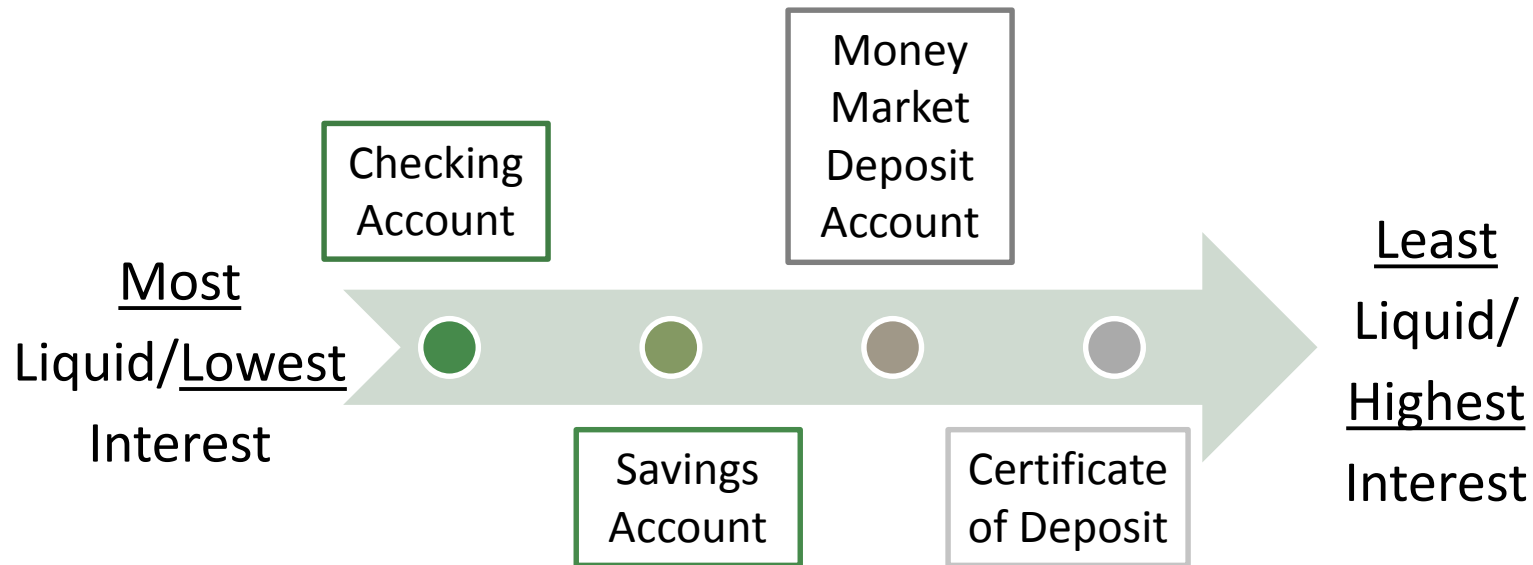 Most
Liquid/Lowest
Interest
Checking
Account
Savings
Account
Money
Market
Deposit
Account
Certificate
of Deposit
Least
Liquid/
Highest
Interest